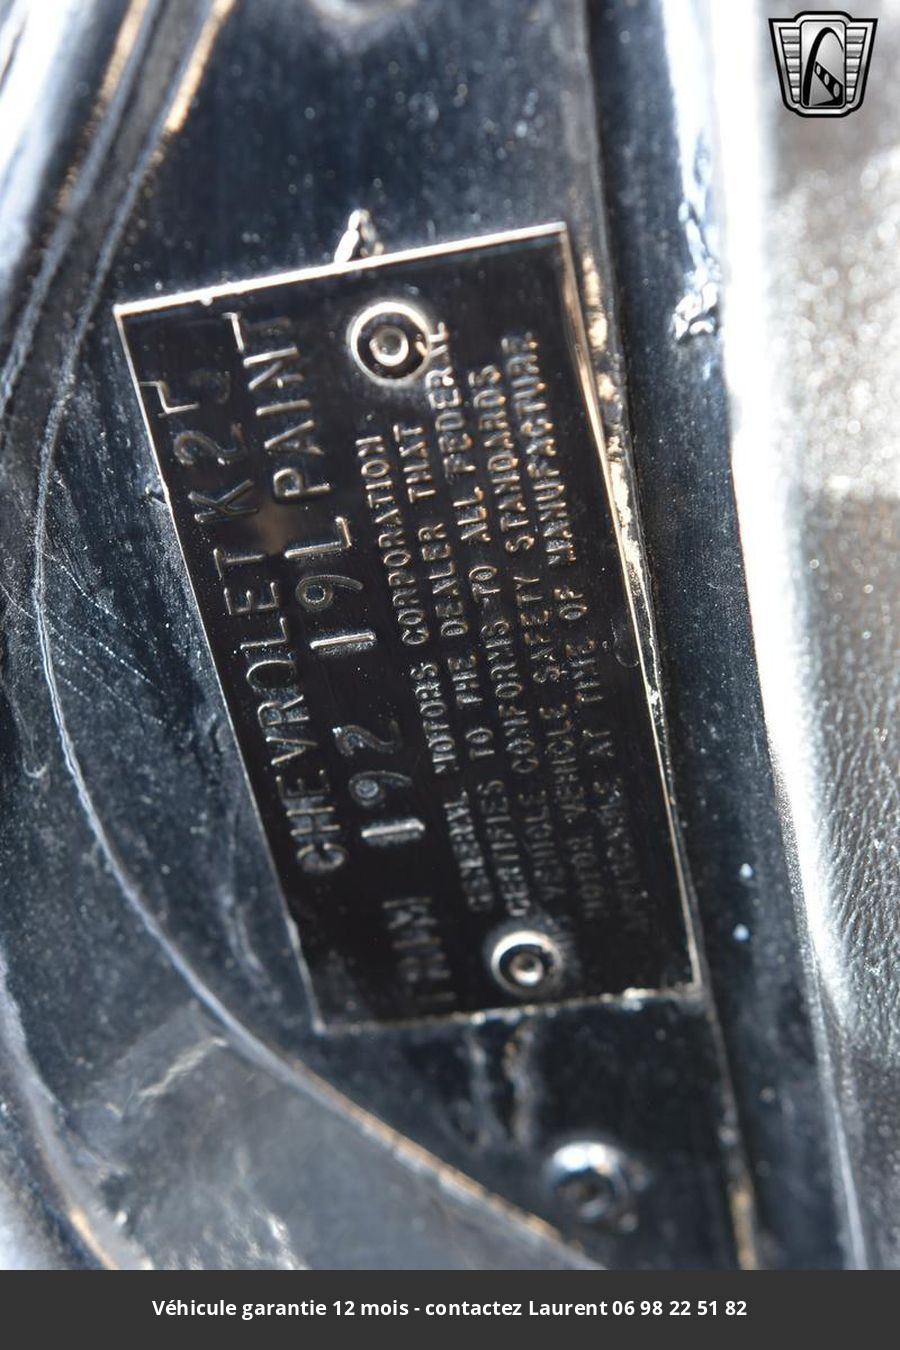 CHEVROLET K25
TRIM 192 19L PAINT
GENERAL MOTORS CORPORATION
CERTIFIES TO THE DEALER THAT
VEHICLE CONFORMS TO ALL FEDERAL
MOTOR VEHICLE SAFETY STANDARDS
AT TIME OF MANUFACTURE
Véhicule garantie 12 mois - contactez Laurent 06 98 22 51 82